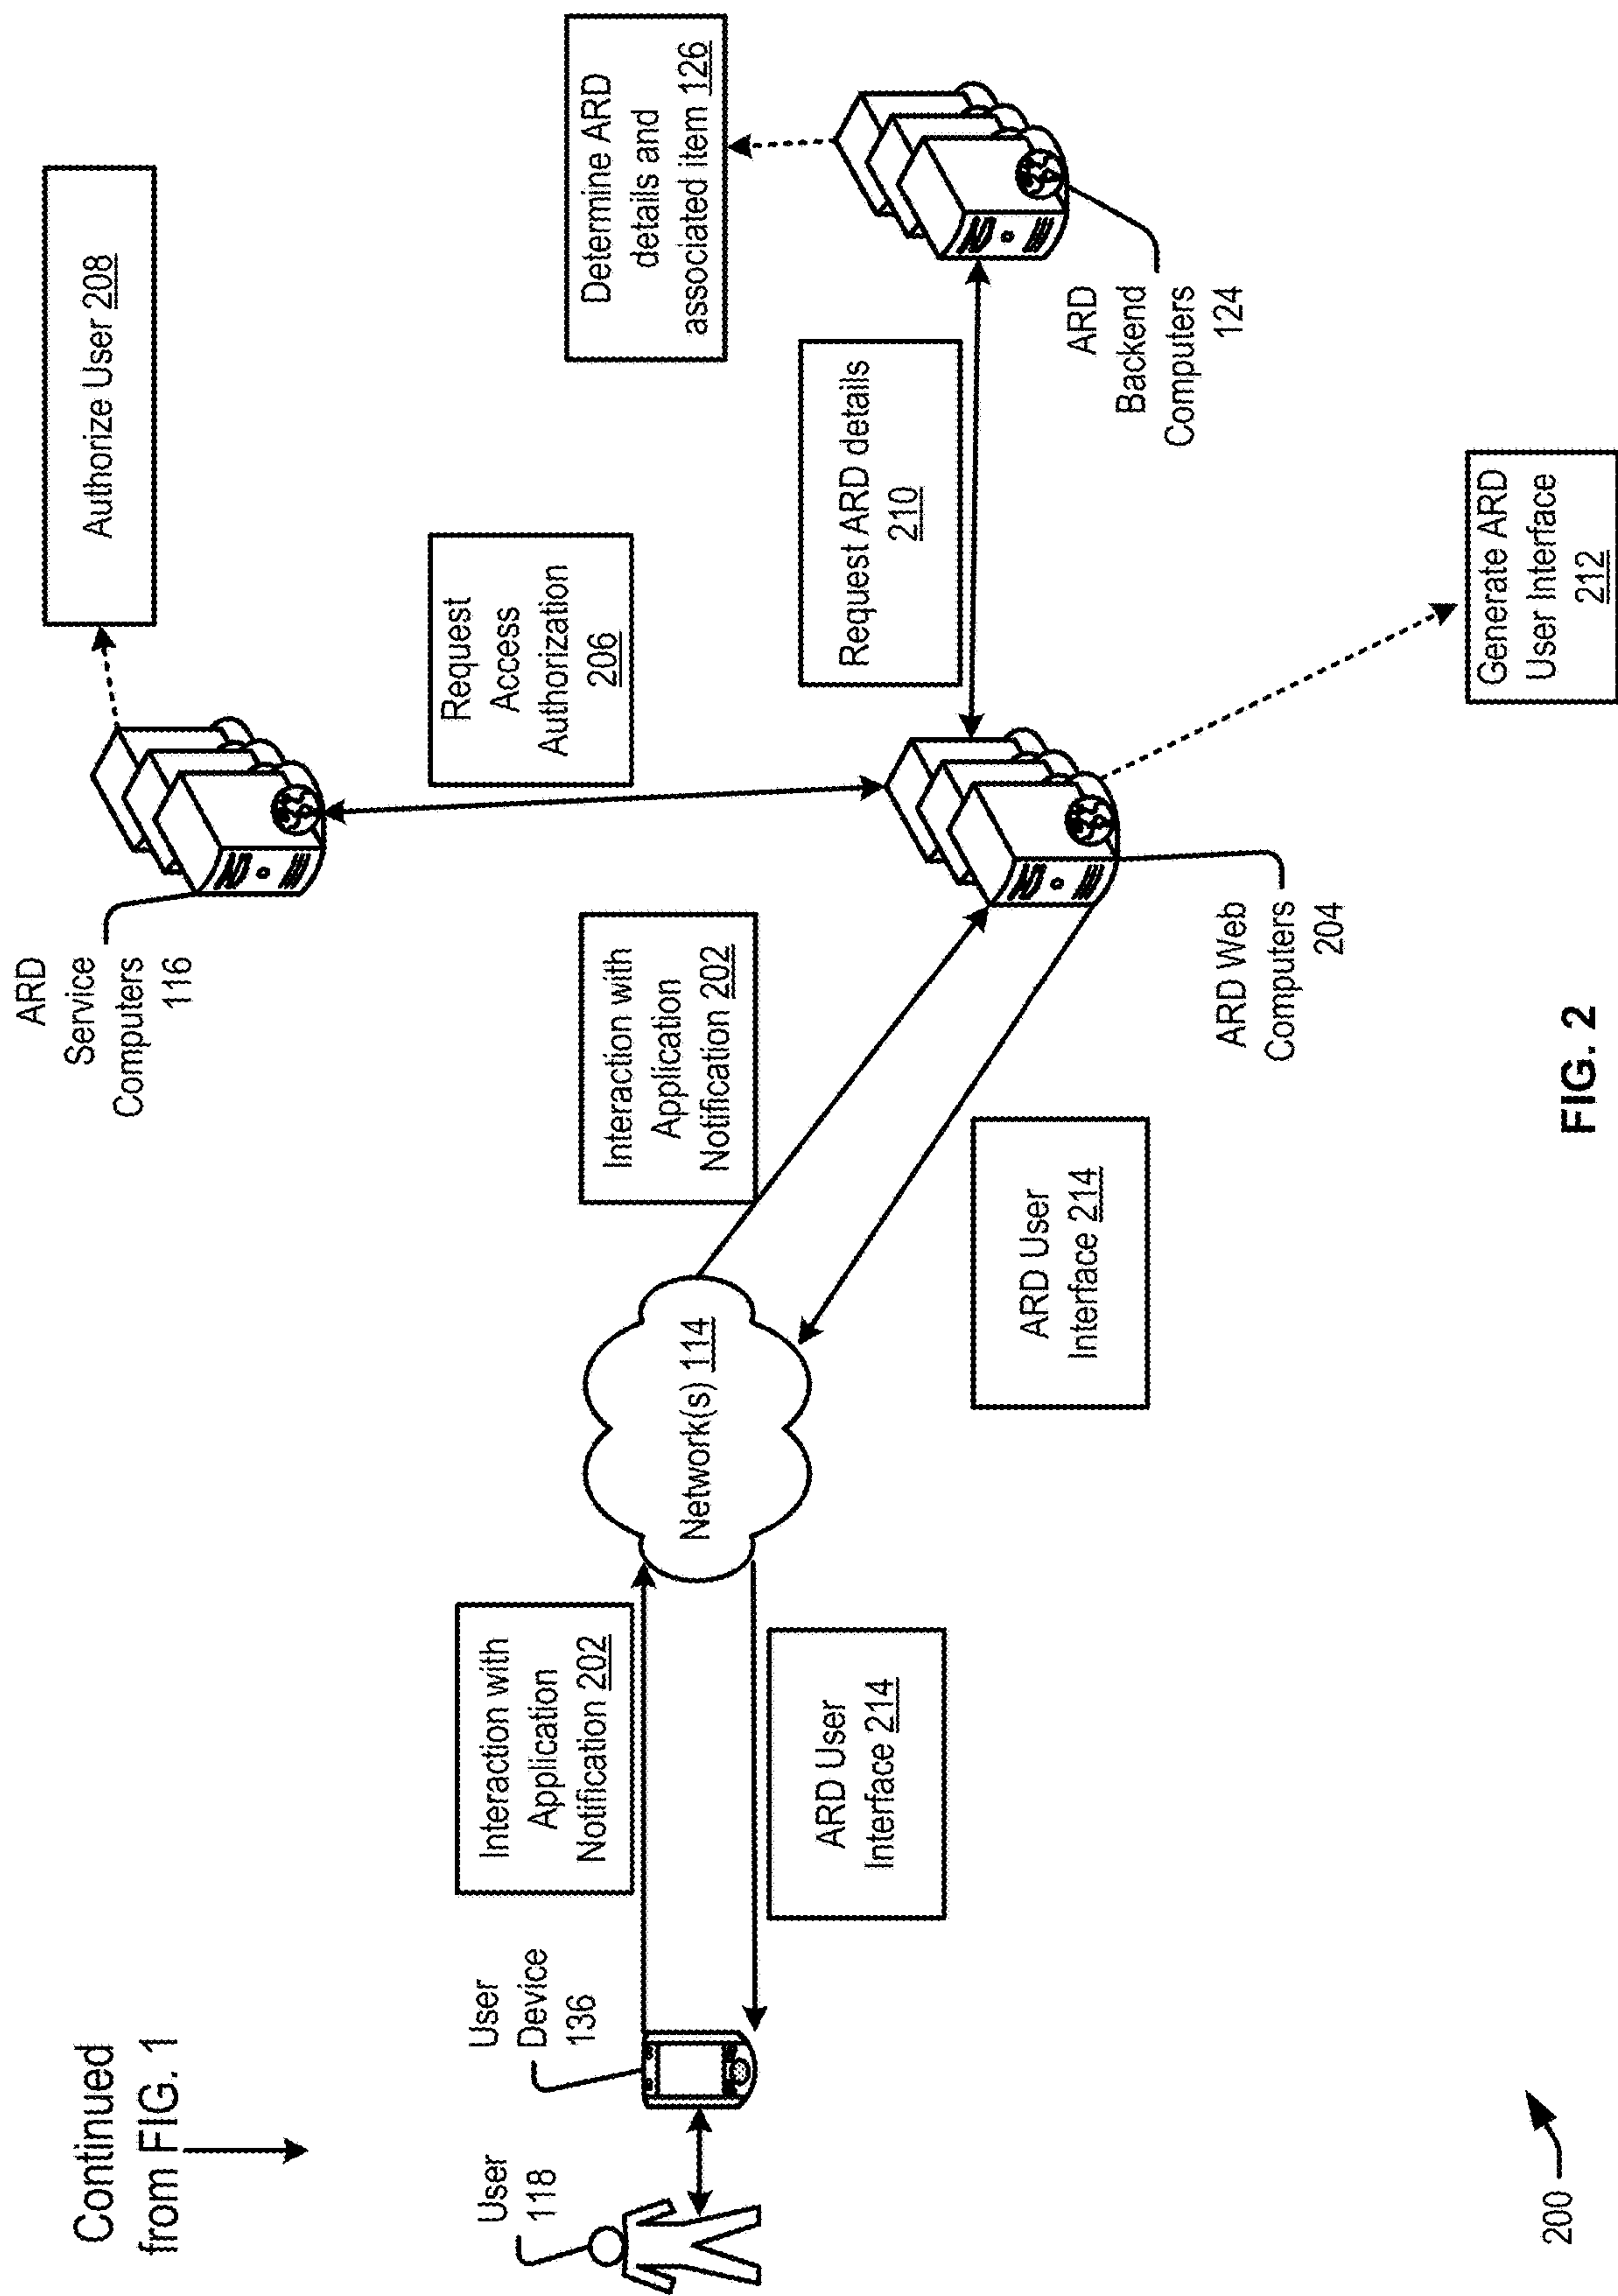 Continued
from FIG. 1
ARD
Service
Computers
116
Authorize User 208
Request
Access
Authorization
206
User
118
User
Device
136
Interaction with
Application
Notification 202
Network(s) 114
Interaction with
Application
Notification 202
Determine ARD
details and
associated item 126
Request ARD details
210
ARD User
Interface 214
ARD User
Interface 214
ARD Web
Computers
204
ARD
Backend
Computers
124
Generate ARD
User Interface
212
200
FIG. 2